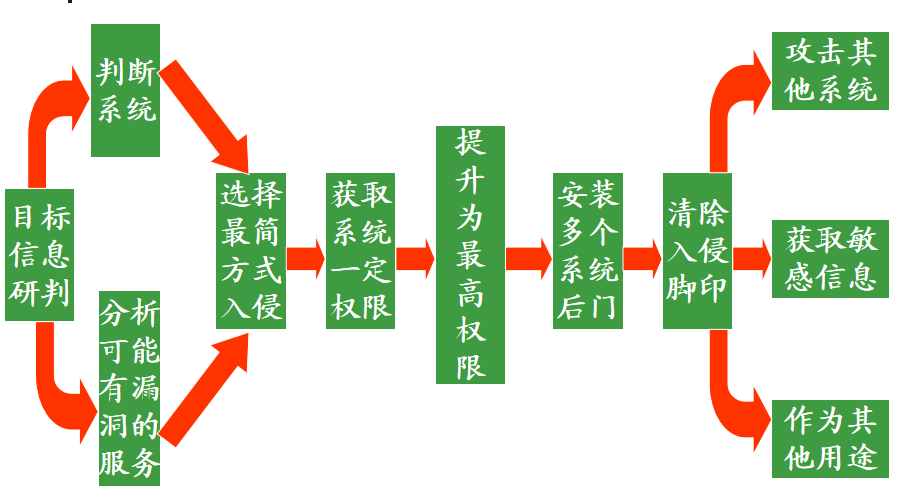 目标
信息
研判
判断
系统
分析
可能
有漏
洞的
服务
选择
最简
方式
入侵
获取
系统
一定
权限
提
升
为
最
高
权
限
安装
多个
系统
后门
清除
入侵
脚印
攻击其
他系统
获取敏
感信息
作为其
他用途